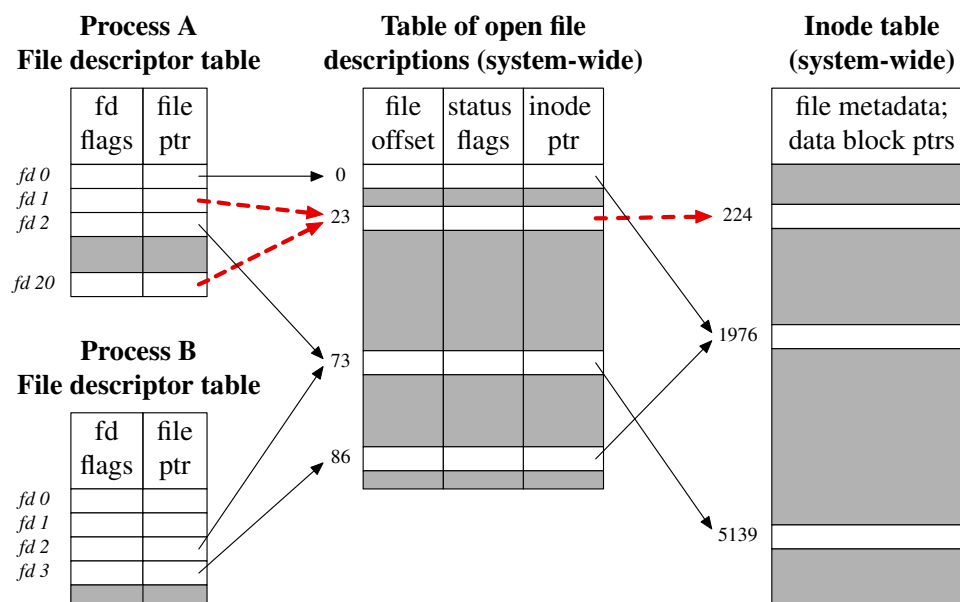 Process A
File descriptor table
fd
flags
file
ptr
fd 0
fd 1
fd 2
fd 20
Process B
File descriptor table
fd
flags
file
ptr
fd 0
fd 1
fd 2
fd 3
Table of open file
descriptions (system-wide)
file
offset
status
flags
inode
ptr
0
23
73
86
Inode table
(system-wide)
file metadata;
data block ptrs
224
1976
5139